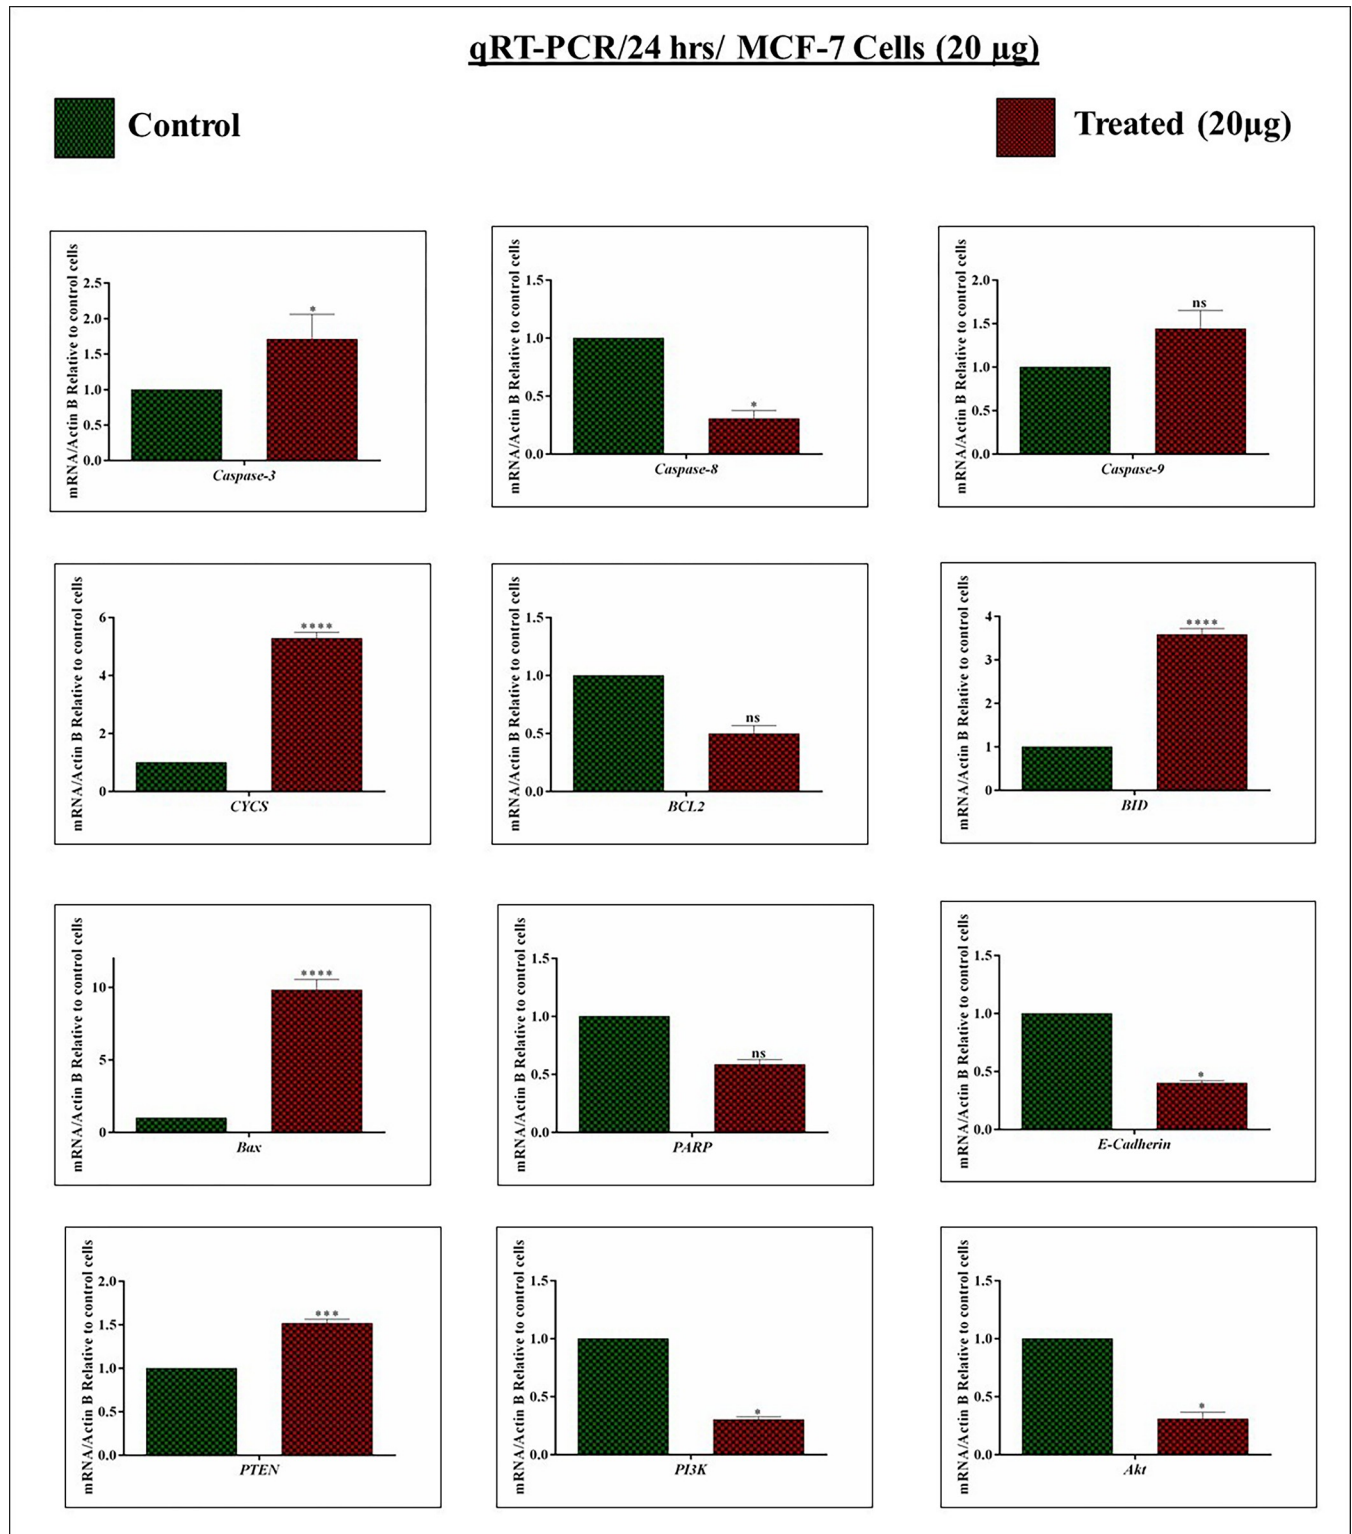 qRT-PCR/24 hrs/ MCF-7 Cells (20 µg)
Control
Treated (20µg)
mRNA/Actin B Relative to control cells
2.5
2.0
1.5
1.0
0.5
0.0
*
Caspase-3
mRNA/Actin B Relative to control cells
1.5
1.0
0.5
0.0
*
Caspase-8
mRNA/Actin B Relative to control cells
2.0
1.5
1.0
0.5
0.0
ns
Caspase-9
mRNA/Actin B Relative to control cells
6
4
2
0
****
CYCS
mRNA/Actin B Relative to control cells
1.5
1.0
0.5
0.0
ns
BCL2
mRNA/Actin B Relative to control cells
4
3
2
1
0
****
BID
mRNA/Actin B Relative to control cells
10
5
0
****
Bax
mRNA/Actin B Relative to control cells
1.5
1.0
0.5
0.0
ns
PARP
mRNA/Actin B Relative to control cells
1.5
1.0
0.5
0.0
*
E-Cadherin
mRNA/Actin B Relative to control cells
2.0
1.5
1.0
0.5
0.0
***
PTEN
mRNA/Actin B Relative to control cells
1.5
1.0
0.5
0.0
*
PI3K
mRNA/Actin B Relative to control cells
1.5
1.0
0.5
0.0
*
Akt